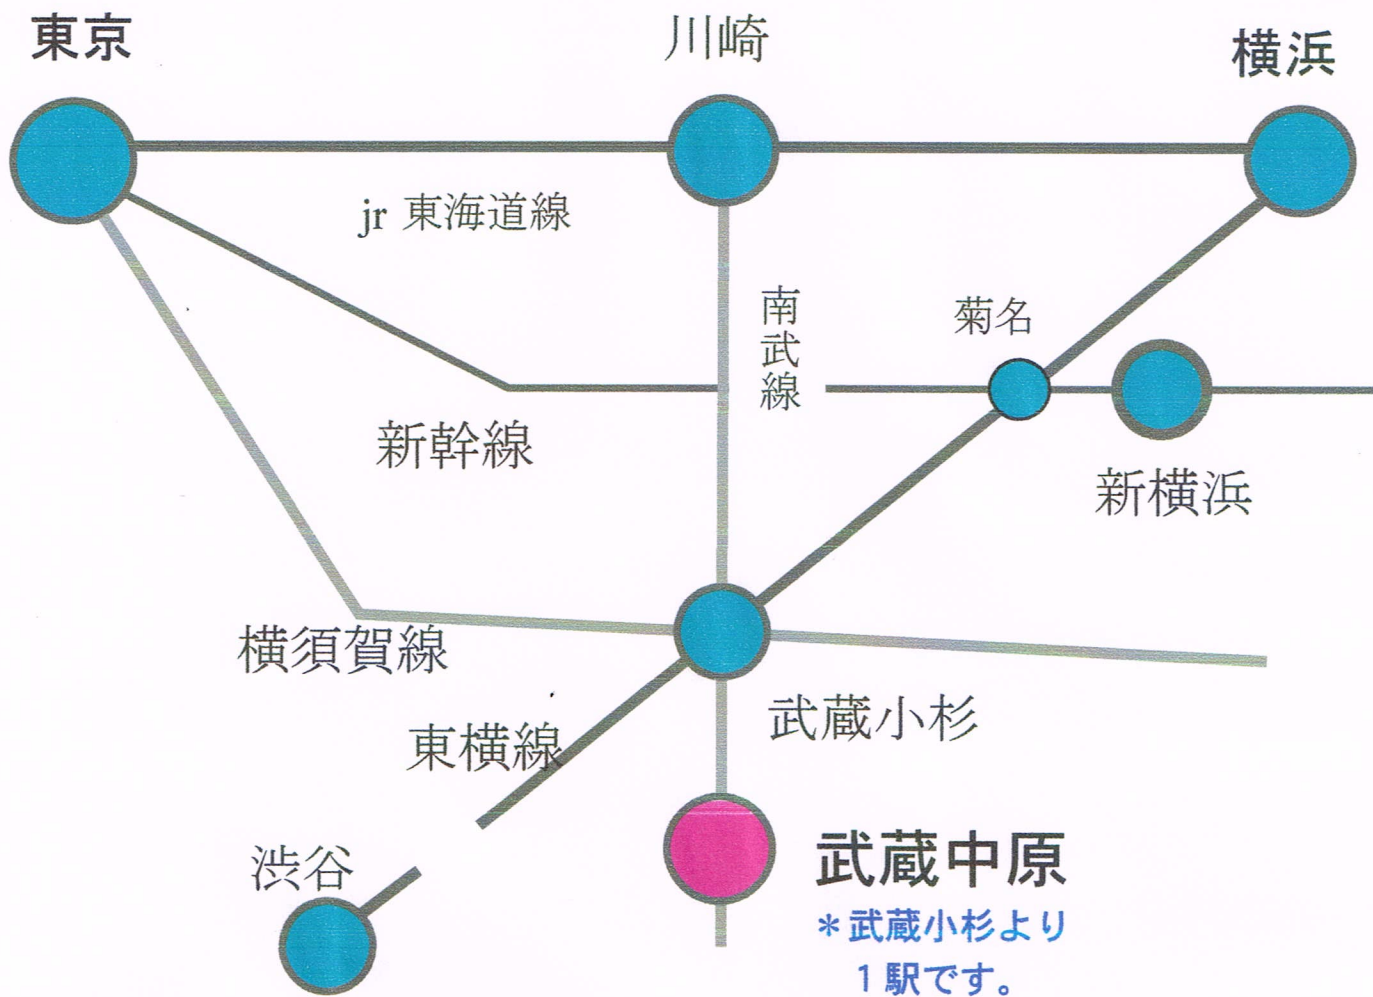 東京
川崎
横浜
jr 東海道線
南武線
菊名
新幹線
新横浜
横須賀線
武蔵小杉
東横線
渋谷
武蔵中原
*武蔵小杉より
1駅です。